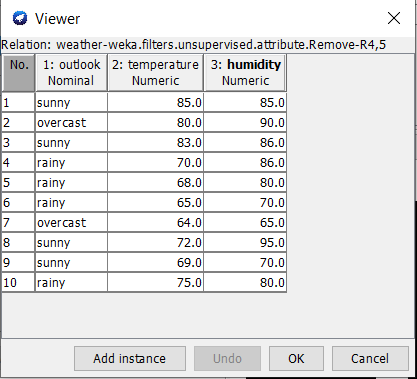 Viewer
Relation: weather-weka.filters.unsupervised.attribute.Remove-R4,5
No. 1: outlook 2: temperature 3: humidity
Nominal Numeric Numeric
1 sunny 85.0 85.0
2 overcast 80.0 90.0
3 sunny 83.0 86.0
4 rainy 70.0 86.0
5 rainy 68.0 80.0
6 rainy 65.0 70.0
7 overcast 64.0 65.0
8 sunny 72.0 95.0
9 sunny 69.0 70.0
10 rainy 75.0 80.0
Add instance Undo OK Cancel